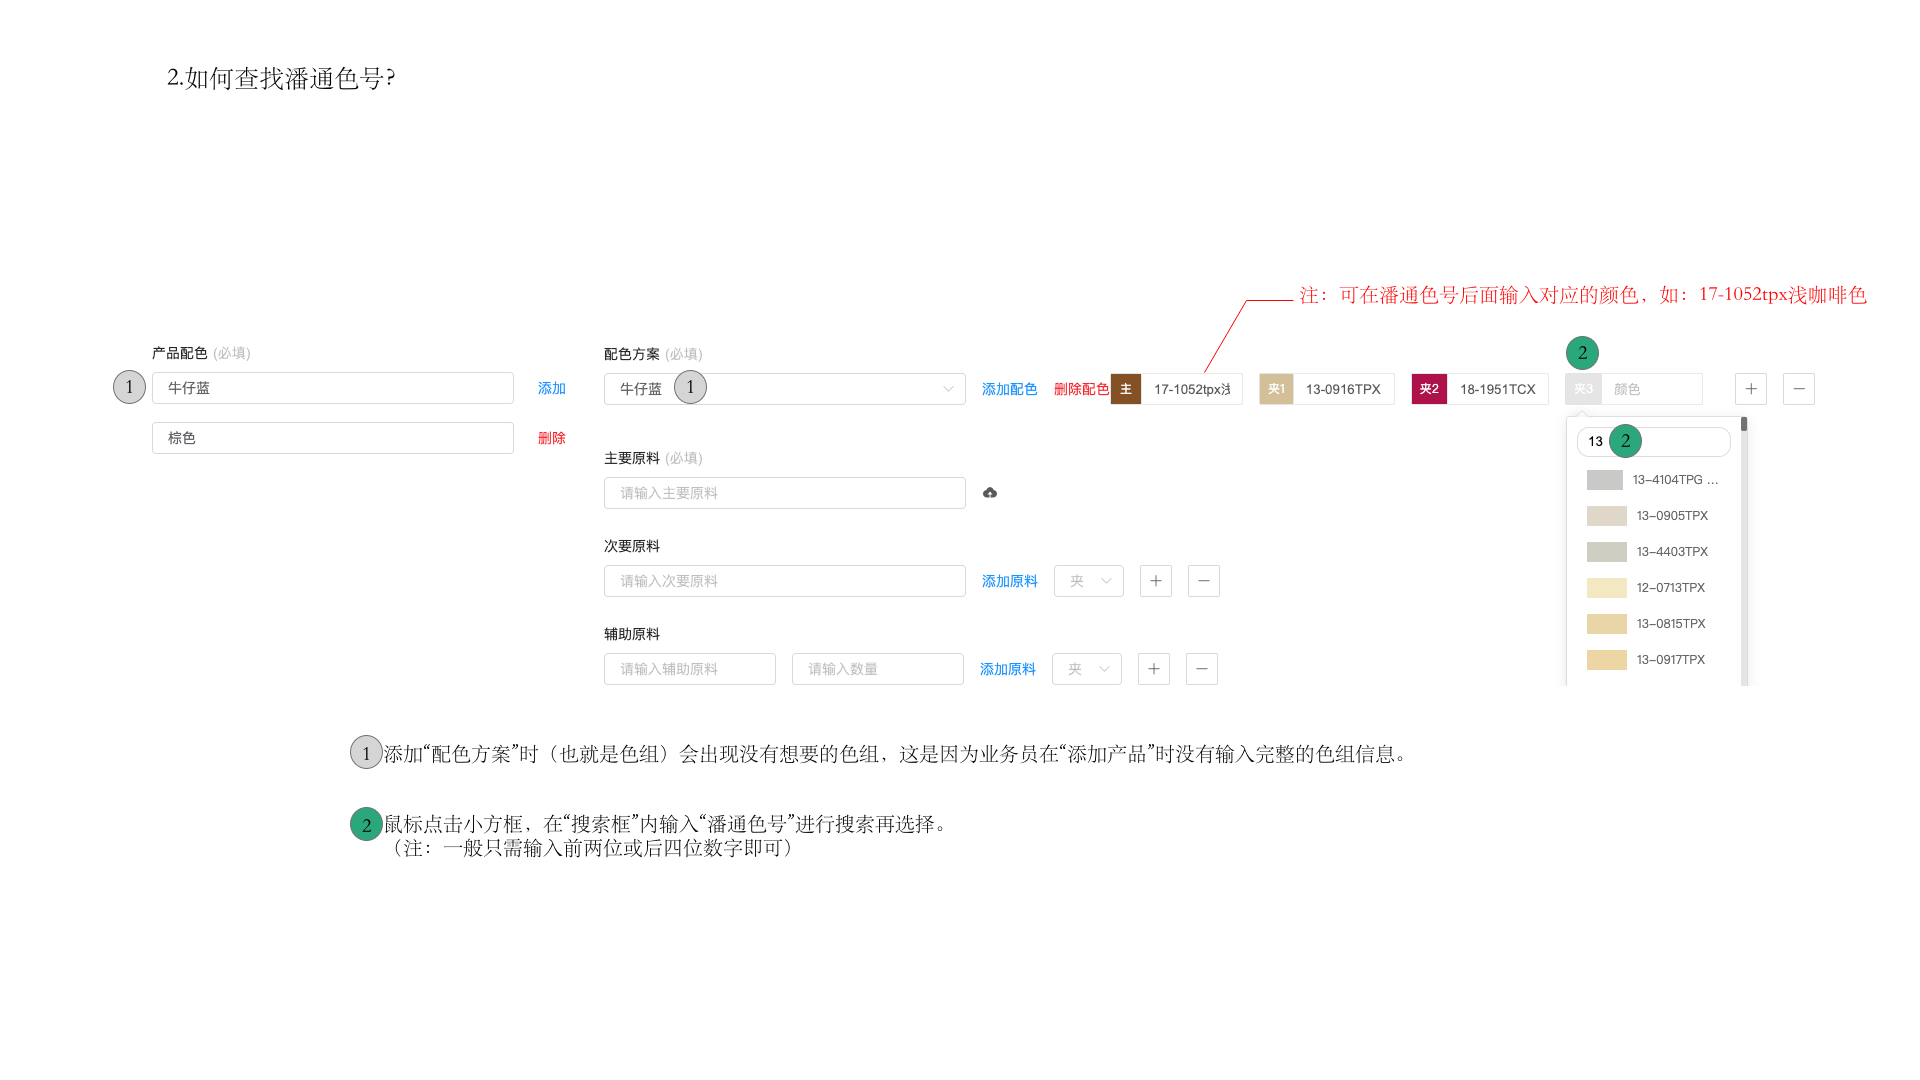 2.如何查找潘通色号?
注：可在潘通色号后面输入对应的颜色，如：17-1052tpx浅咖啡色
产品配色 (必填)
1 牛仔蓝 添加
棕色 删除
配色方案 (必填)
牛仔蓝 1 添加配色 删除配色 主 17-1052tpx浅 夹1 13-0916TPX 夹2 18-1951TCX 夹3 颜色 + −
2
13 2
13-4104TPG ...
13-0905TPX
13-4403TPX
12-0713TPX
13-0815TPX
13-0917TPX
主要原料 (必填)
请输入主要原料
次要原料
请输入次要原料 添加原料 夹 + −
辅助原料
请输入辅助原料 请输入数量 添加原料 夹 + −
1 添加“配色方案”时（也就是色组）会出现没有想要的色组，这是因为业务员在“添加产品”时没有输入完整的色组信息。
2 鼠标点击小方框，在“搜索框”内输入“潘通色号”进行搜索再选择。
（注：一般只需输入前两位或后四位数字即可）